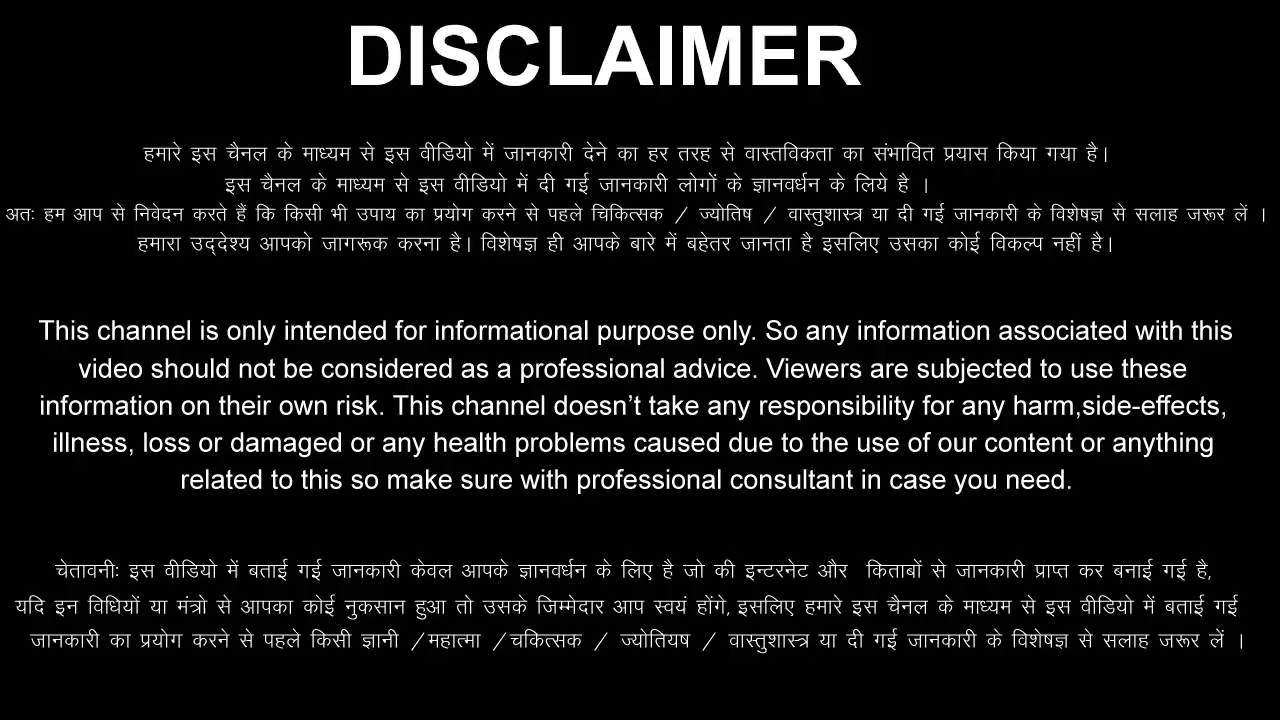 DISCLAIMER
हमारे इस चैनल के माध्यम से इस वीडियो में जानकारी देने का हर तरह से वास्तविकता का संभावित प्रयास किया गया है।
इस चैनल के माध्यम से इस वीडियो में दी गई जानकारी लोगों के ज्ञानवर्धन के लिये है ।
अतः हम आप से निवेदन करते हैं कि किसी भी उपाय का प्रयोग करने से पहले चिकित्सक / ज्योतिष / वास्तुशास्त्र या दी गई जानकारी के विशेषज्ञ से सलाह जरूर लें ।
हमारा उद्देश्य आपको जागरूक करना है। विशेषज्ञ ही आपके बारे में बहेतर जानता है इसलिए उसका कोई विकल्प नहीं है।
This channel is only intended for informational purpose only. So any information associated with this
video should not be considered as a professional advice. Viewers are subjected to use these
information on their own risk. This channel doesn’t take any responsibility for any harm,side-effects,
illness, loss or damaged or any health problems caused due to the use of our content or anything
related to this so make sure with professional consultant in case you need.
चेतावनीः इस वीडियो में बताई गई जानकारी केवल आपके ज्ञानवर्धन के लिए है जो की इन्टरनेट और किताबों से जानकारी प्राप्त कर बनाई गई है,
यदि इन विधियों या मंत्रो से आपका कोई नुकसान हुआ तो उसके जिम्मेदार आप स्वयं होंगे, इसलिए हमारे इस चैनल के माध्यम से इस वीडियो में बताई गई
जानकारी का प्रयोग करने से पहले किसी ज्ञानी /महात्मा /चकित्सक / ज्योतियष / वास्तुशास्त्र या दी गई जानकारी के विशेषज्ञ से सलाह जरूर लें ।